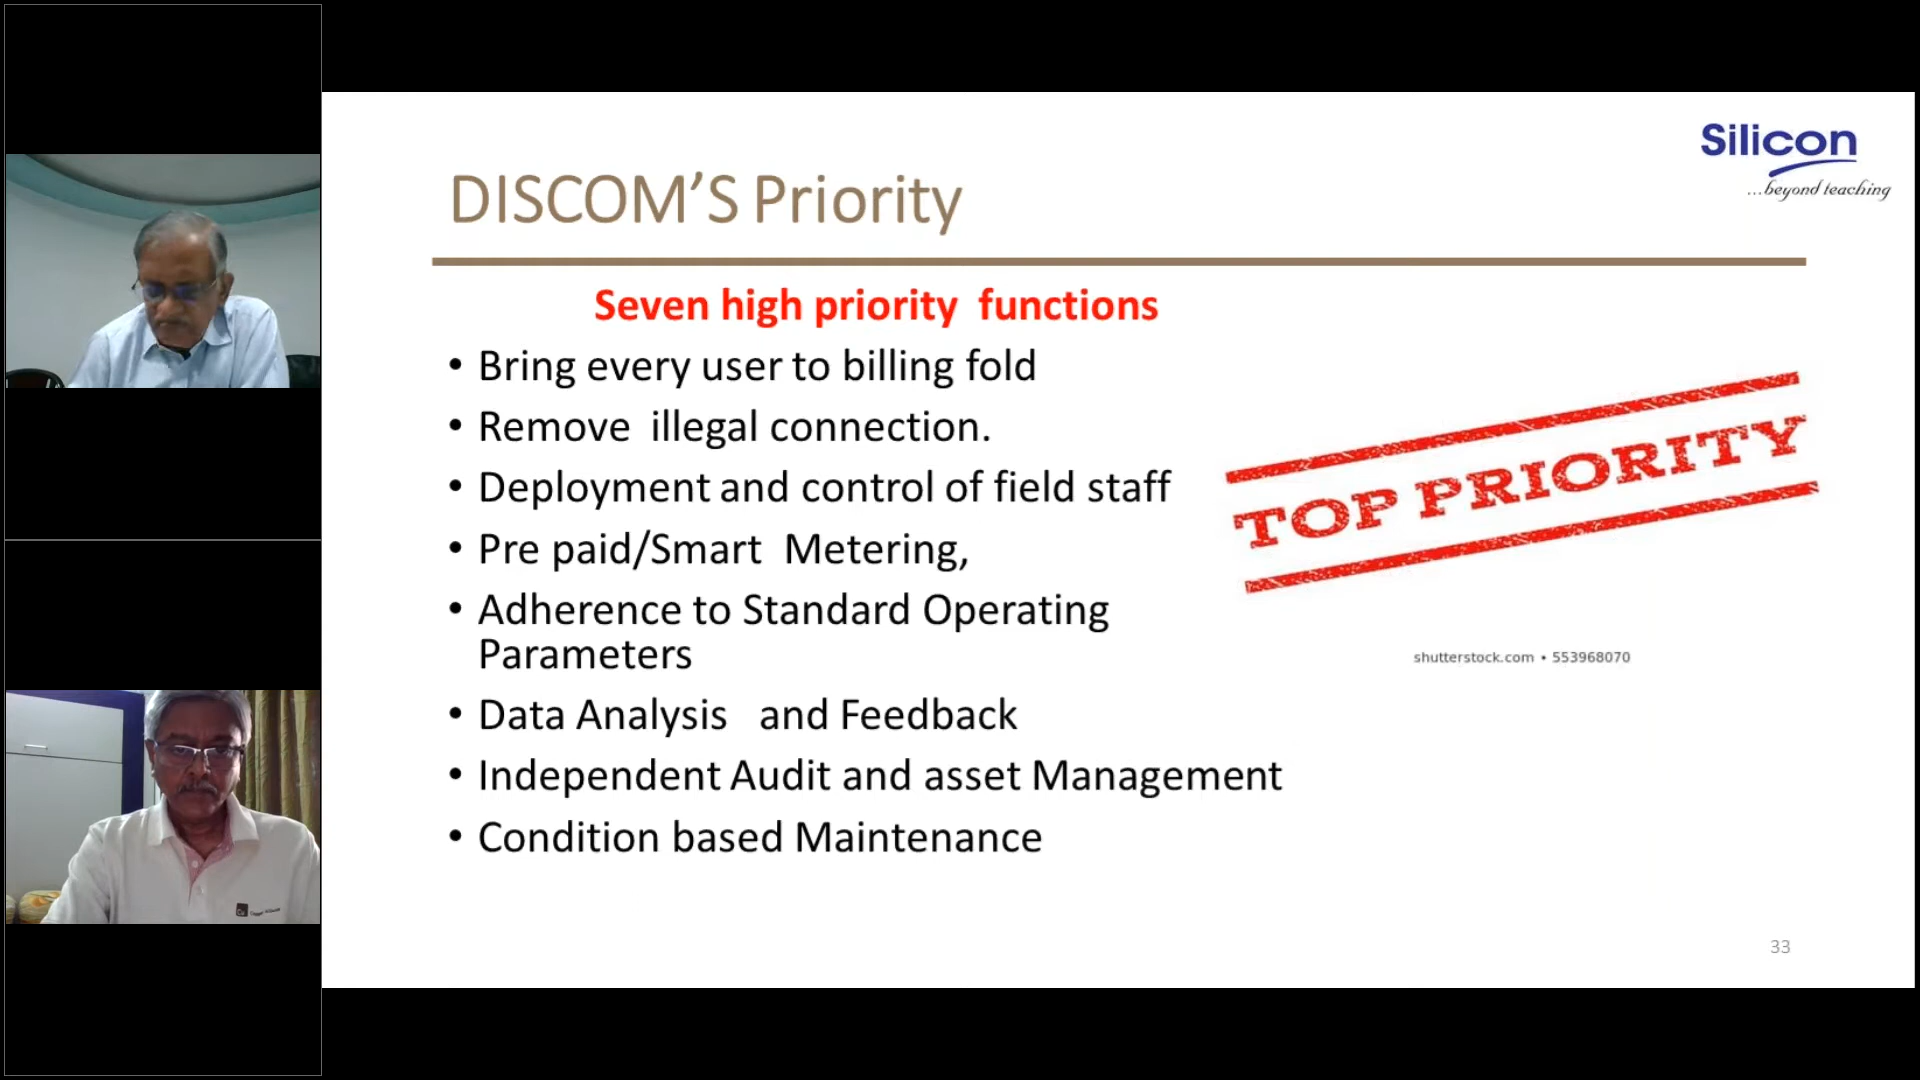 Silicon
...beyond teaching
DISCOM’S Priority
Seven high priority functions
• Bring every user to billing fold
• Remove illegal connection.
• Deployment and control of field staff
• Pre paid/Smart Metering,
• Adherence to Standard Operating
Parameters
• Data Analysis and Feedback
• Independent Audit and asset Management
• Condition based Maintenance
TOP PRIORITY
shutterstock.com • 553968070
33